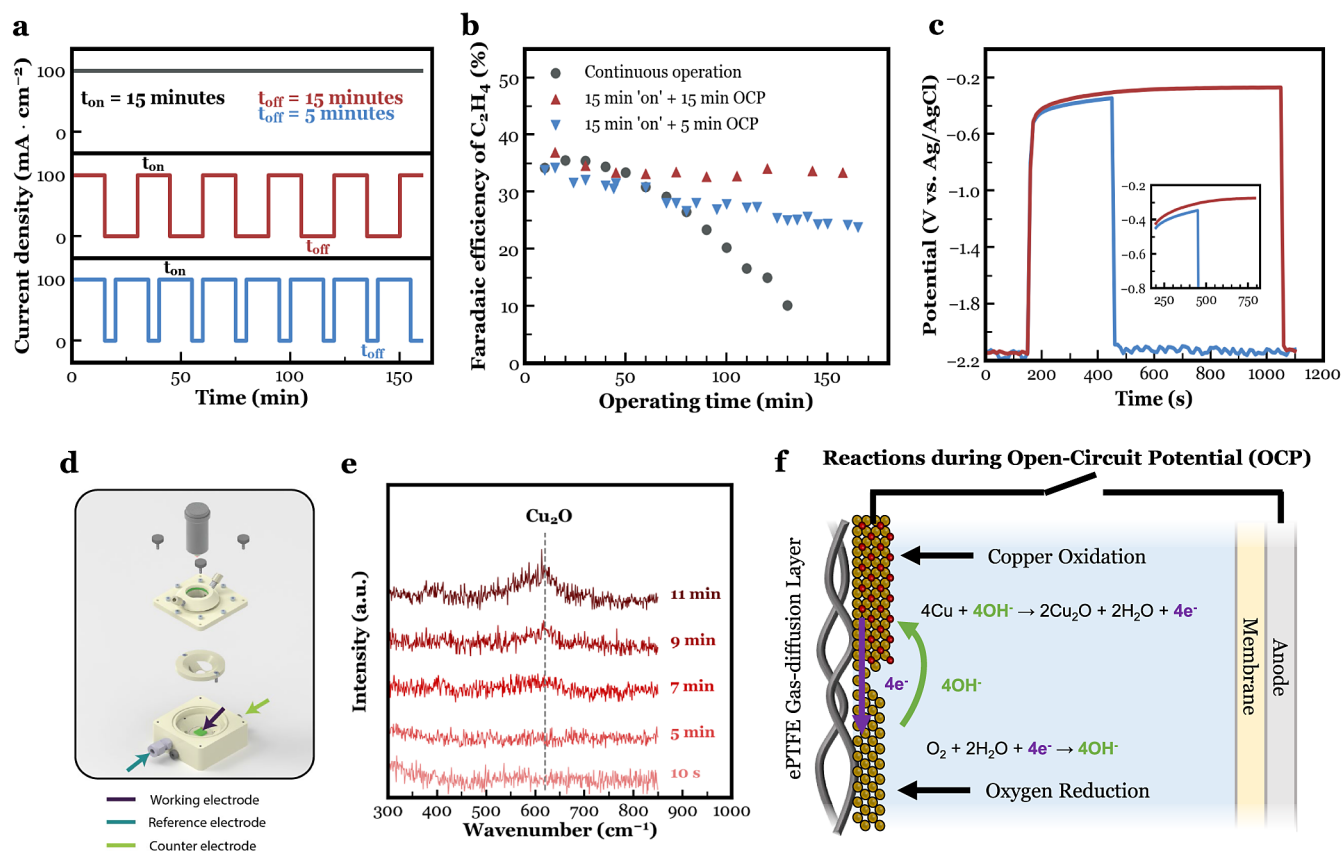 a
Current density (mA · cm⁻²)
100
0
t_on = 15 minutes
t_off = 15 minutes
t_off = 5 minutes
t_on
100
0
t_off
t_on
100
0
t_off
0
50
100
150
Time (min)
b
Faradaic efficiency of C₂H₄ (%)
50
40
30
20
10
0
Continuous operation
15 min 'on' + 15 min OCP
15 min 'on' + 5 min OCP
0
50
100
150
Operating time (min)
c
Potential (V vs. Ag/AgCl)
−0.2
−0.6
−1.0
−1.4
−1.8
−2.2
−0.2
−0.4
−0.6
−0.8
250
500
750
0
200
400
600
800
1000
1200
Time (s)
d
Working electrode
Reference electrode
Counter electrode
e
Intensity (a.u.)
Cu₂O
11 min
9 min
7 min
5 min
10 s
300
400
500
600
700
800
900
1000
Wavenumber (cm⁻¹)
f
Reactions during Open-Circuit Potential (OCP)
ePTFE Gas-diffusion Layer
Copper Oxidation
4Cu + 4OH⁻ → 2Cu₂O + 2H₂O + 4e⁻
4e⁻
4OH⁻
O₂ + 2H₂O + 4e⁻ → 4OH⁻
Oxygen Reduction
Membrane
Anode